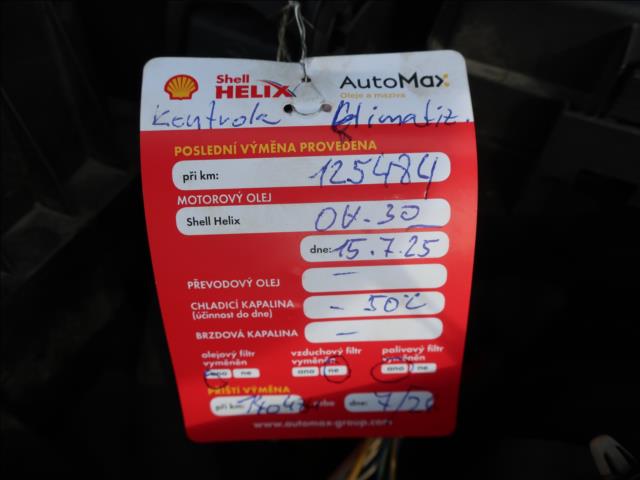 Shell
HELIX
AutoMax
Oleje a maziva
Kontrola klimatiz.
POSLEDNÍ VÝMĚNA PROVEDENA
při km: 125484
MOTOROVÝ OLEJ
Shell Helix 0W-30
dne: 15.7.25
PŘEVODOVÝ OLEJ –
CHLADICÍ KAPALINA - 50°C
(účinnost do dne)
BRZDOVÁ KAPALINA –
olejový filtr vyměněn
ano ne
vzduchový filtr vyměněn
ano ne
palivový filtr vyměněn
ano ne
PŘÍŠTÍ VÝMĚNA
při km: nebo dne: 7/26
www.automax-group.com